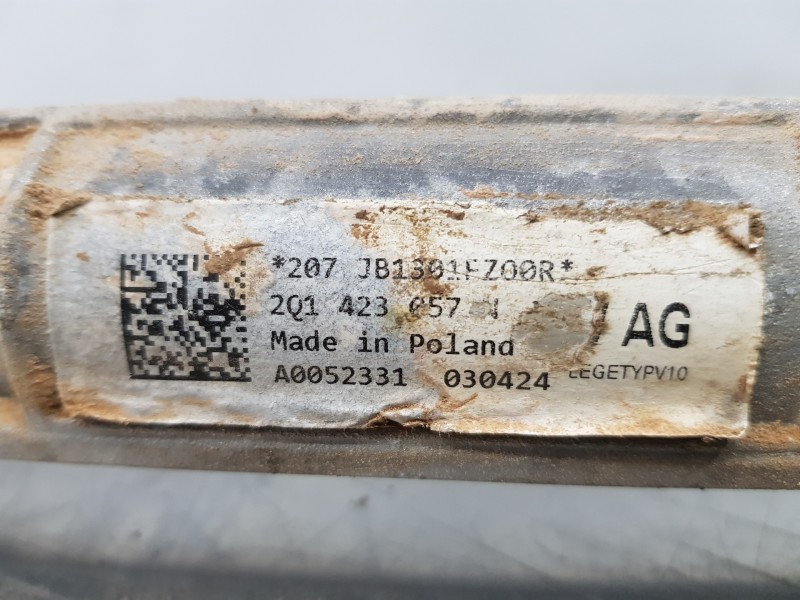 *207 JB1301FZ00R*
2Q1 423 057 N
Made in Poland
A0052331 030424
AG
LEGETYPV10